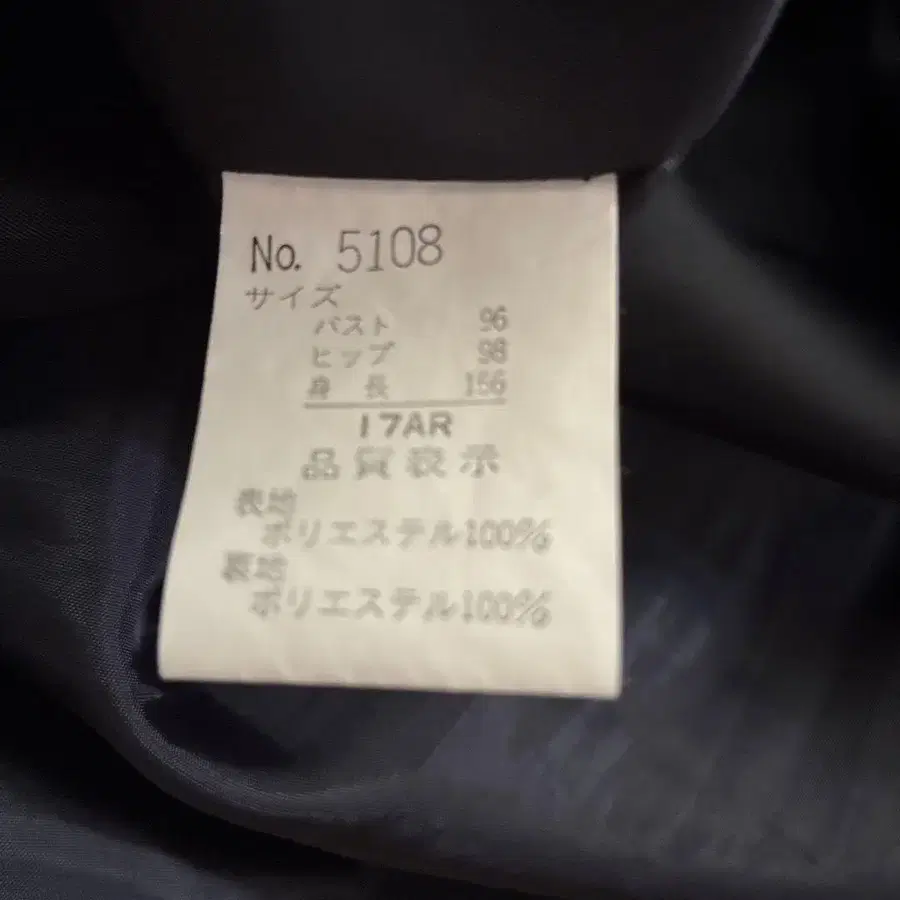 No. 5108
サイズ
バスト 96
ヒップ 98
身長 156
17AR
品質表示
表地
ポリエステル100%
裏地
ポリエステル100%